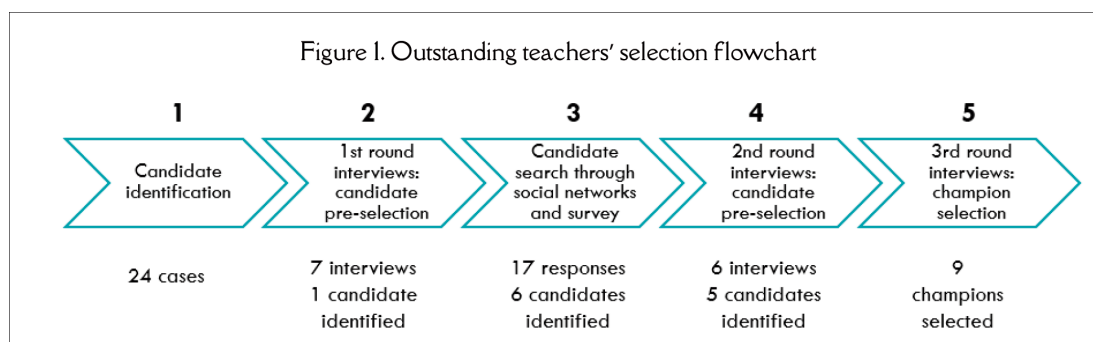 Figure 1. Outstanding teachers' selection flowchart
1
Candidate
identification
24 cases
2
1st round
interviews:
candidate
pre-selection
7 interviews
1 candidate
identified
3
Candidate
search through
social networks
and survey
17 responses
6 candidates
identified
4
2nd round
interviews:
candidate
pre-selection
6 interviews
5 candidates
identified
5
3rd round
interviews:
champion
selection
9
champions
selected